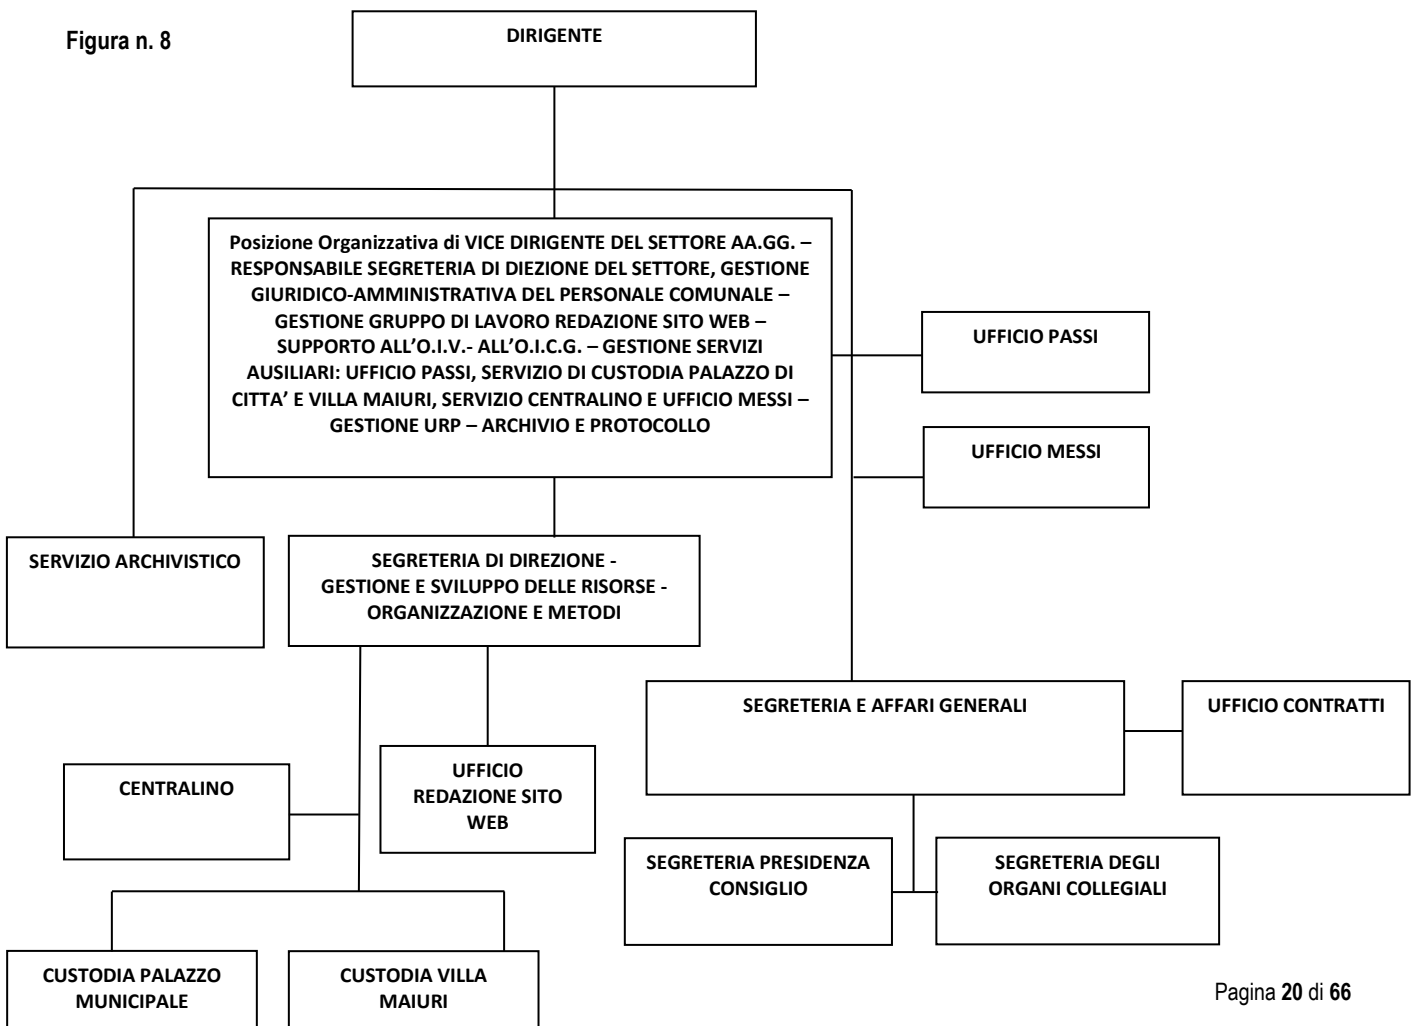 Figura n. 8
DIRIGENTE
Posizione Organizzativa di VICE DIRIGENTE DEL SETTORE AA.GG. –
RESPONSABILE SEGRETERIA DI DIEZIONE DEL SETTORE, GESTIONE
GIURIDICO-AMMINISTRATIVA DEL PERSONALE COMUNALE –
GESTIONE GRUPPO DI LAVORO REDAZIONE SITO WEB –
SUPPORTO ALL’O.I.V.- ALL’O.I.C.G. – GESTIONE SERVIZI
AUSILIARI: UFFICIO PASSI, SERVIZIO DI CUSTODIA PALAZZO DI
CITTA’ E VILLA MAIURI, SERVIZIO CENTRALINO E UFFICIO MESSI –
GESTIONE URP – ARCHIVIO E PROTOCOLLO
UFFICIO PASSI
UFFICIO MESSI
SERVIZIO ARCHIVISTICO
SEGRETERIA DI DIREZIONE -
GESTIONE E SVILUPPO DELLE RISORSE -
ORGANIZZAZIONE E METODI
SEGRETERIA E AFFARI GENERALI
UFFICIO CONTRATTI
CENTRALINO
UFFICIO
REDAZIONE SITO
WEB
SEGRETERIA PRESIDENZA
CONSIGLIO
SEGRETERIA DEGLI
ORGANI COLLEGIALI
CUSTODIA PALAZZO
MUNICIPALE
CUSTODIA VILLA
MAIURI
Pagina 20 di 66